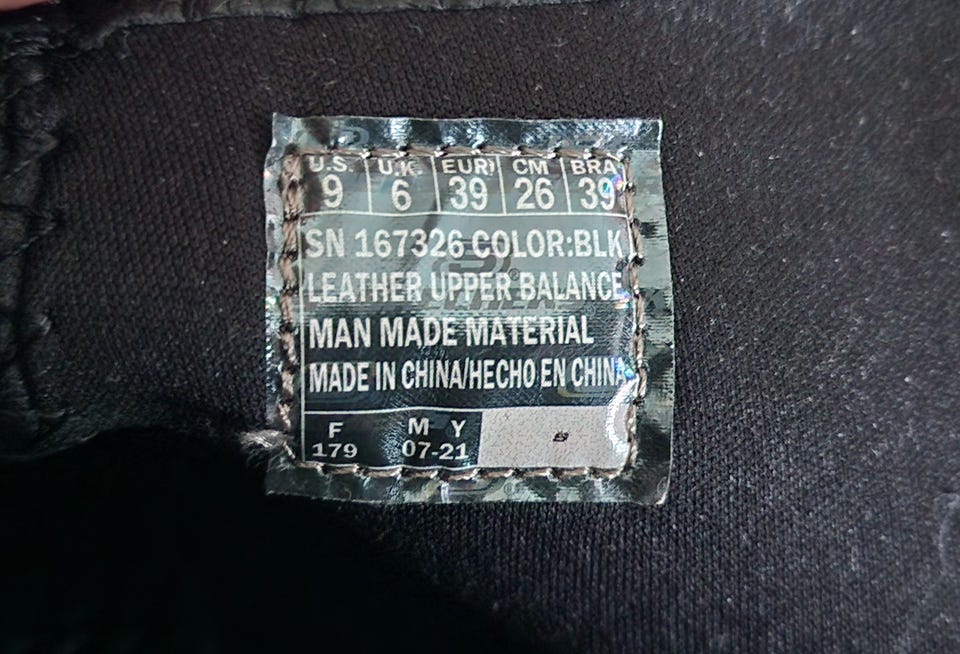 U.S. U.K. EUR CM BRA
9 6 39 26 39
SN 167326 COLOR:BLK
LEATHER UPPER BALANCE
MAN MADE MATERIAL
MADE IN CHINA/HECHO EN CHINA
F M Y
179 07-21